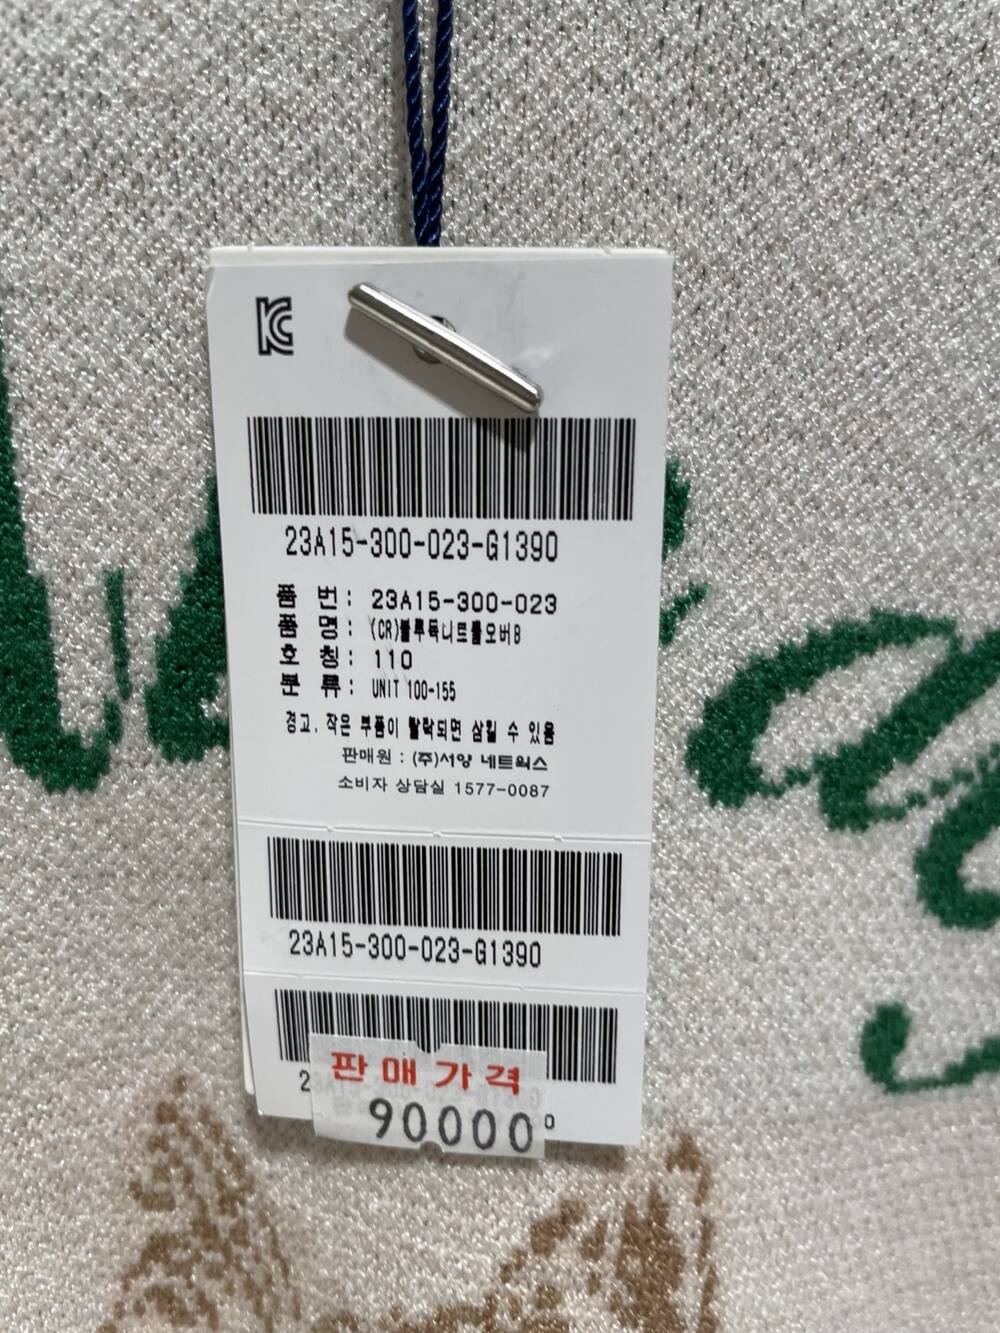 KC
23A15-300-023-G1390
품 번: 23A15-300-023
품 명: (CR)블루독니트풀오버B
호 칭: 110
분 류: UNIT 100-155
경고. 작은 부품이 탈락되면 삼킬 수 있음
판매원 : (주)서양 네트웍스
소비자 상담실 1577-0087
23A15-300-023-G1390
판매가격
90000